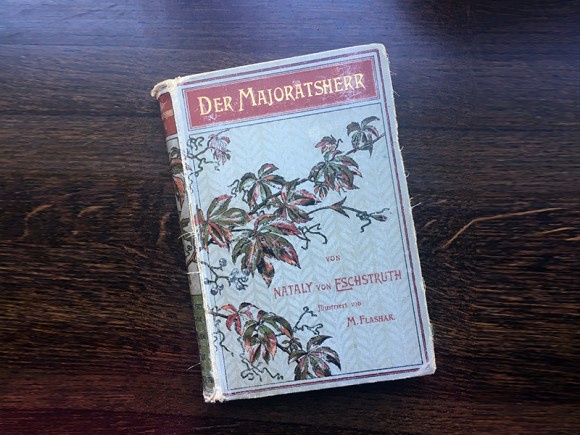 DER MAJORATSHERR
VON
NATALY VON ESCHSTRUTH
Illustriert von
M. FLASHAR.